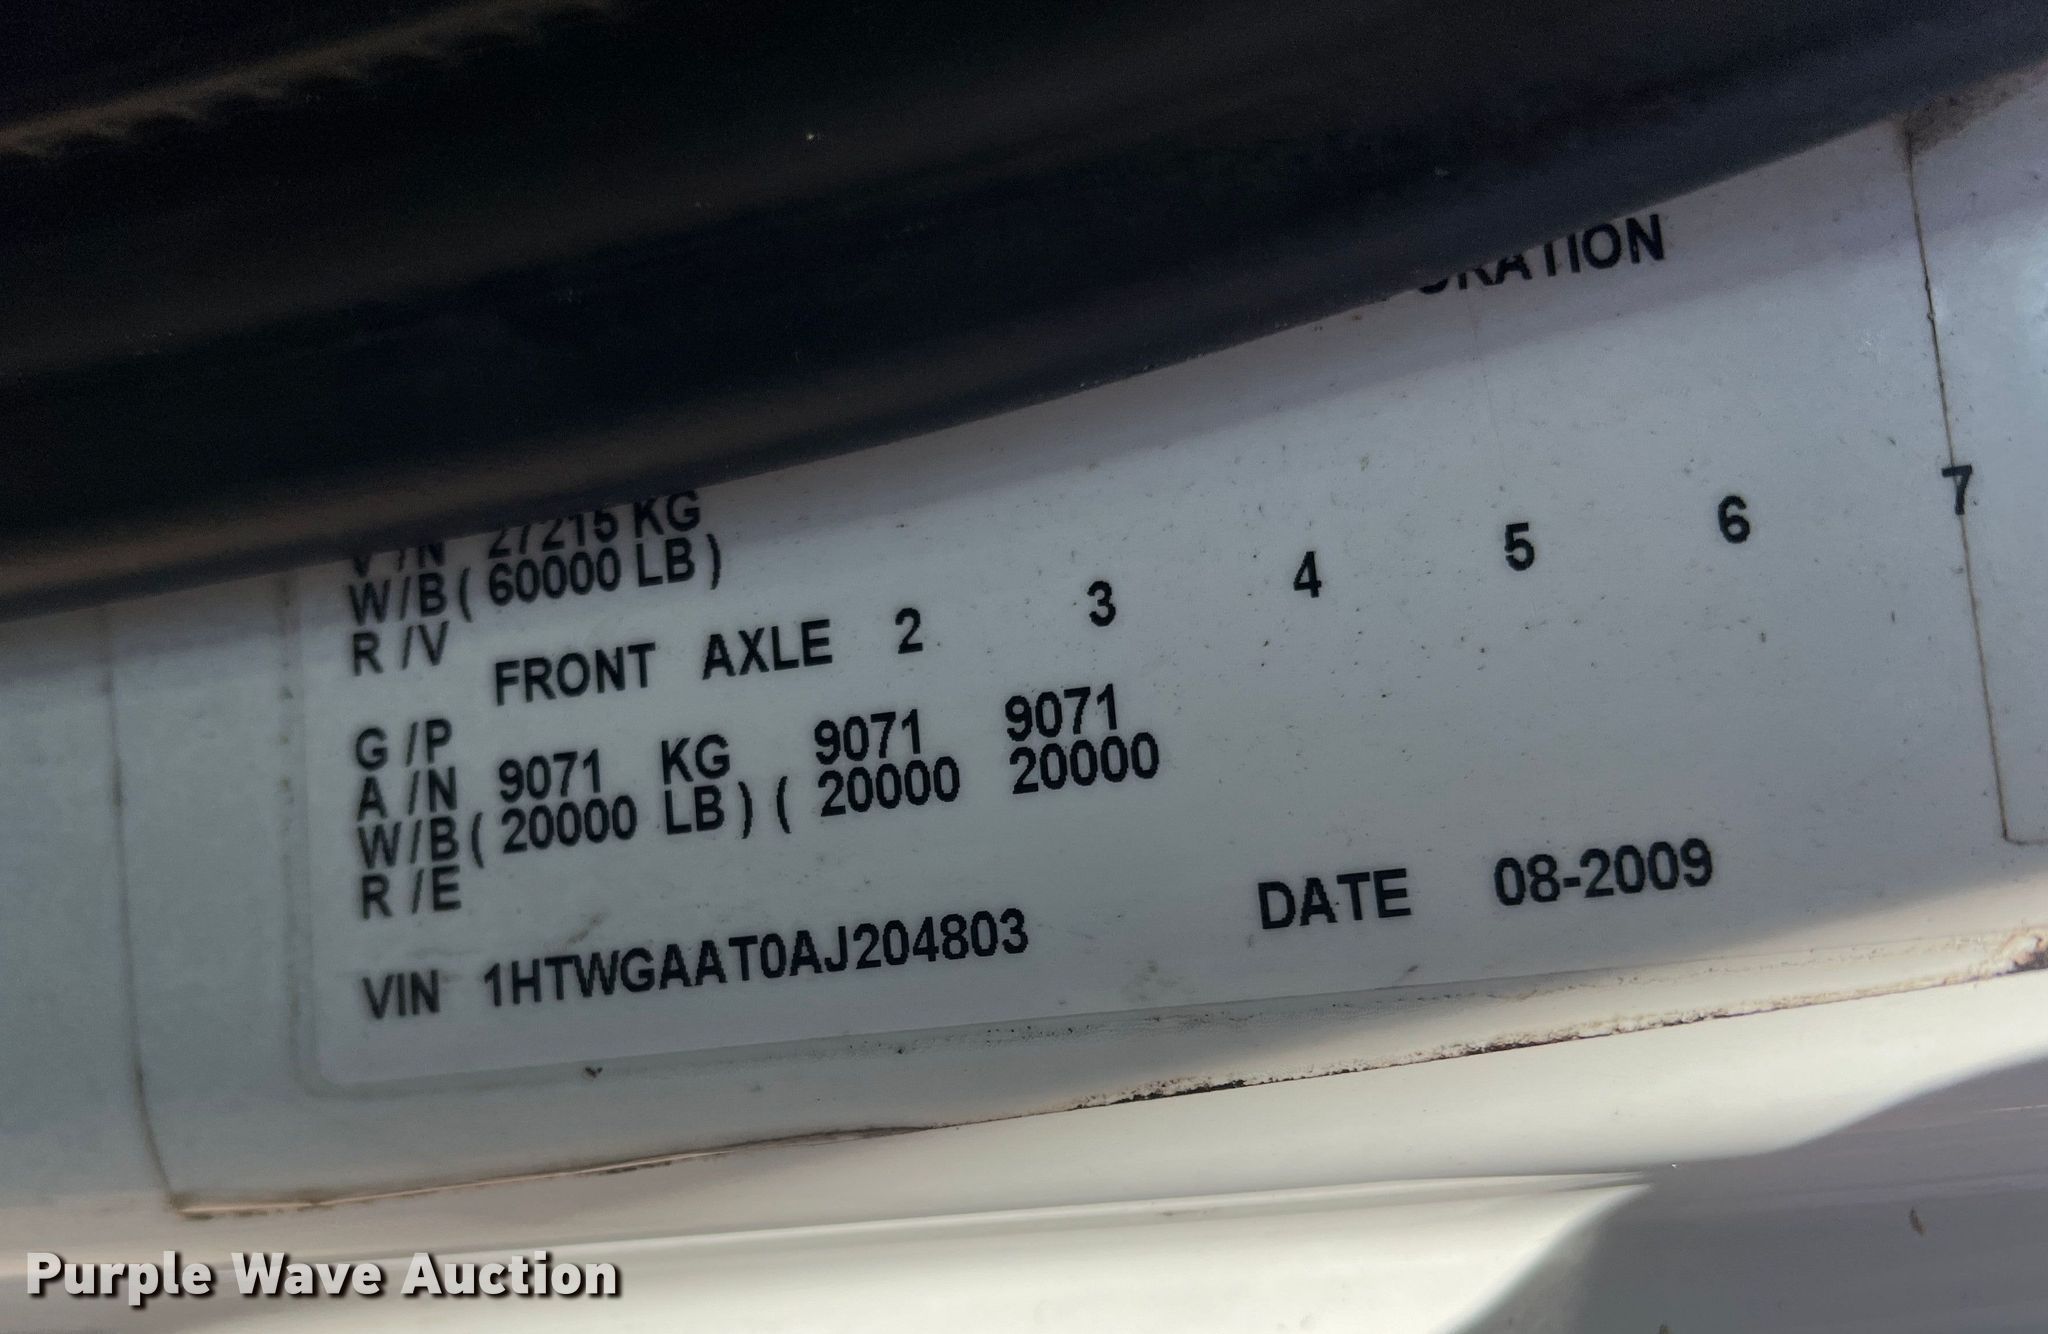 ORATION
V/N 27215 KG
W/B ( 60000 LB )
R/V
FRONT AXLE 2 3 4 5 6 7
G/P
A/N 9071 KG 9071 9071
W/B ( 20000 LB ) ( 20000 20000
R/E
VIN 1HTWGAAT0AJ204803 DATE 08-2009
Purple Wave Auction